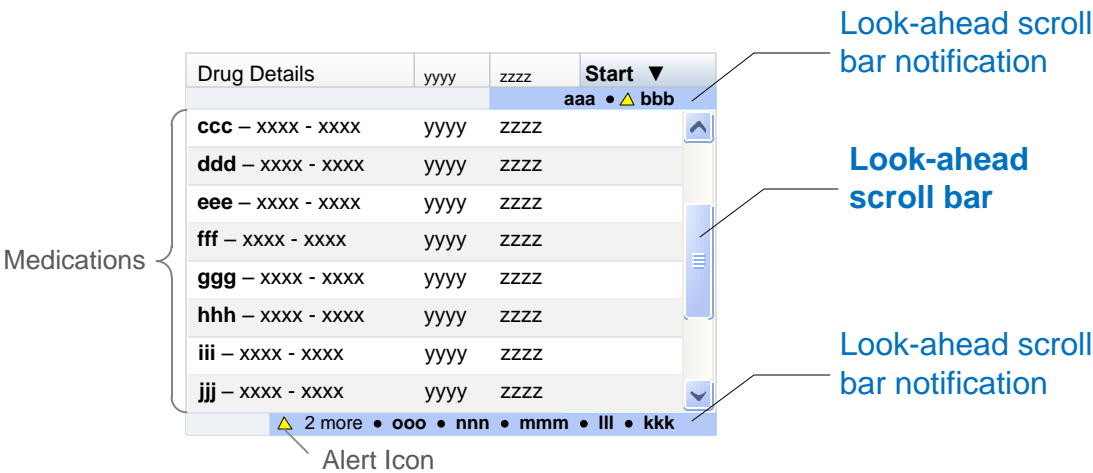 Look-ahead scroll
bar notification
Drug Details yyyy zzzz Start ▼
aaa ● bbb
ccc – xxxx - xxxx yyyy zzzz
ddd – xxxx - xxxx yyyy zzzz
Look-ahead
scroll bar
eee – xxxx - xxxx yyyy zzzz
fff – xxxx - xxxx yyyy zzzz
Medications
ggg – xxxx - xxxx yyyy zzzz
hhh – xxxx - xxxx yyyy zzzz
iii – xxxx - xxxx yyyy zzzz
jjj – xxxx - xxxx yyyy zzzz
Look-ahead scroll
bar notification
2 more ● ooo ● nnn ● mmm ● lll ● kkk
Alert Icon